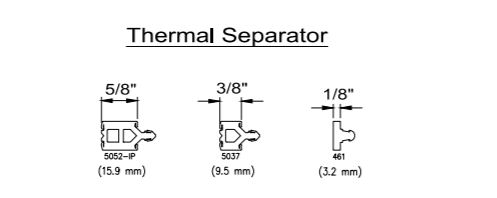 Thermal Separator
5/8" 3/8" 1/8"
5052-IP 5037 461
(15.9 mm) (9.5 mm) (3.2 mm)